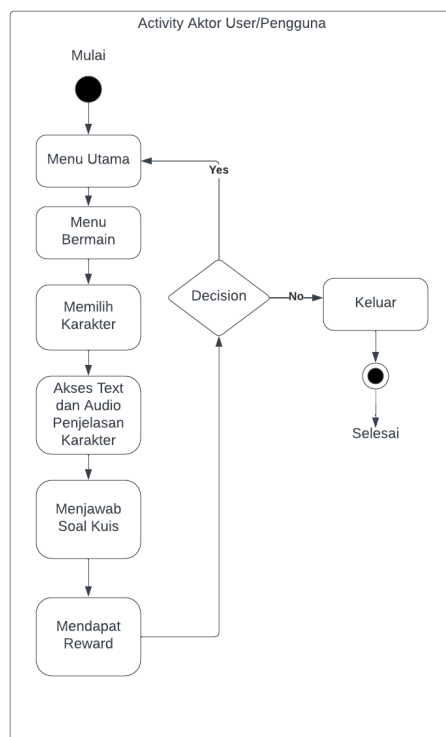 Activity Aktor User/Pengguna
Mulai
Menu Utama
Menu
Bermain
Memilih
Karakter
Akses Text
dan Audio
Penjelasan
Karakter
Menjawab
Soal Kuis
Mendapat
Reward
Yes
Decision
No
Keluar
Selesai